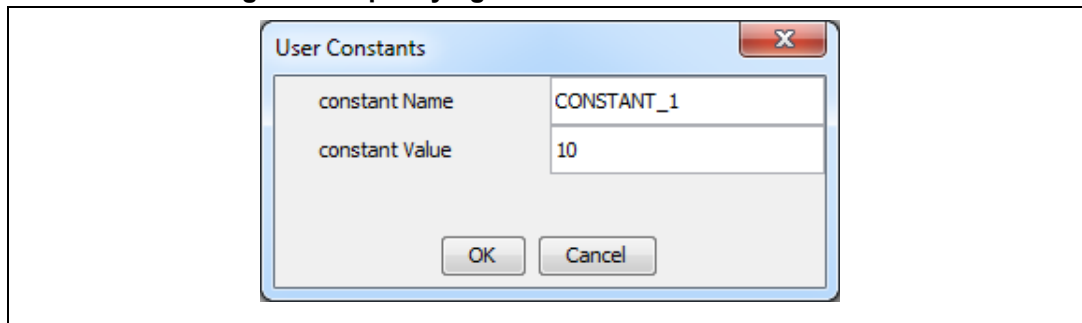 User Constants
constant Name CONSTANT_1
constant Value 10
OK Cancel